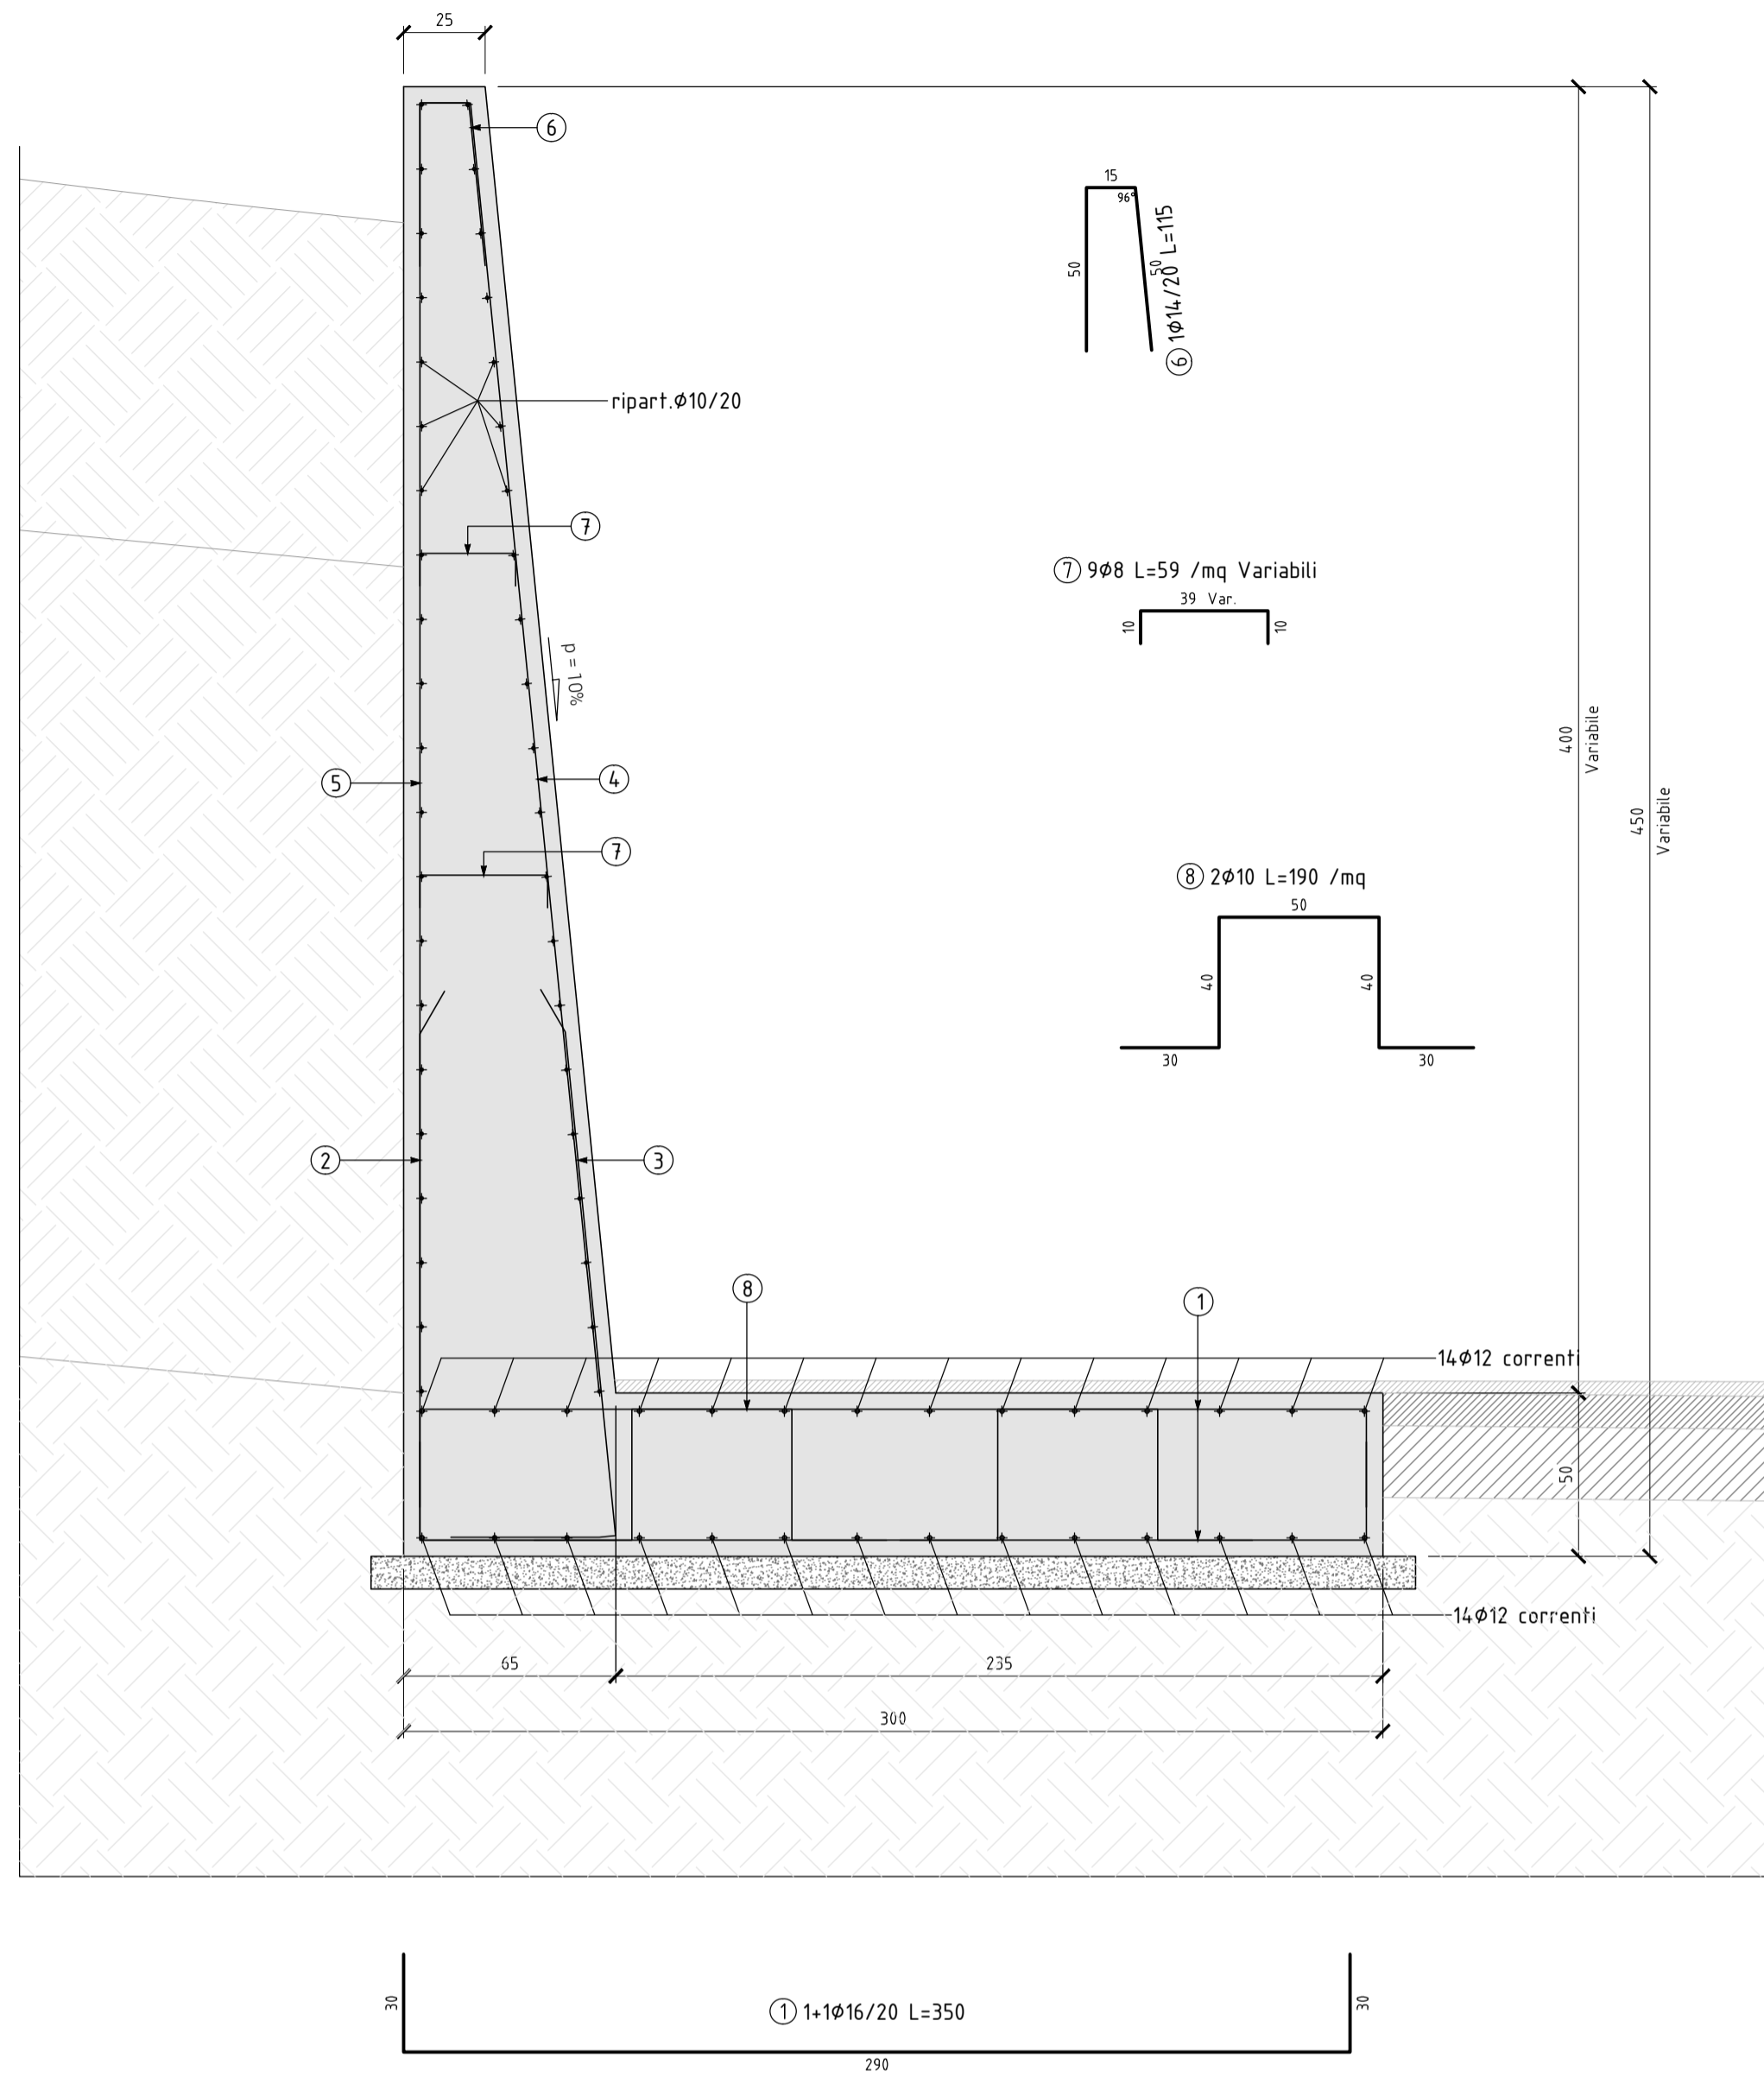 25
6
15
96°
50
50
6 1Φ14/20 L=115
ripart.Φ10/20
7
7 9Φ8 L=59 /mq Variabili
39 Var.
10
10
p = 10%
400
Variabile
450
Variabile
5
4
7
8 2Φ10 L=190 /mq
50
40
40
30
30
2
3
8
1
14Φ12 correnti
50
14Φ12 correnti
65
235
300
30
1 1+1Φ16/20 L=350
30
290